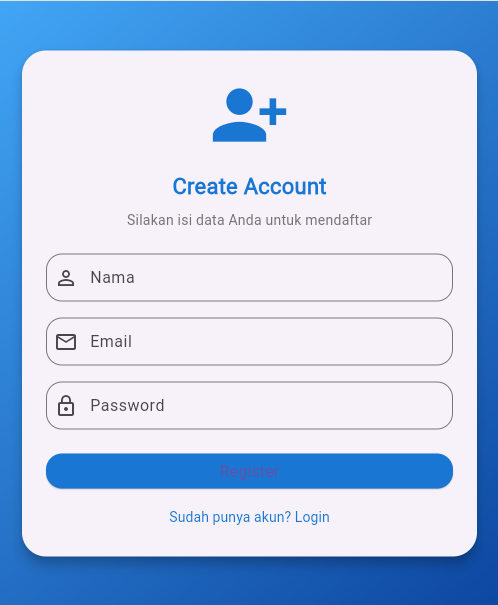 Create Account
Silakan isi data Anda untuk mendaftar
Nama
Email
Password
Register
Sudah punya akun? Login